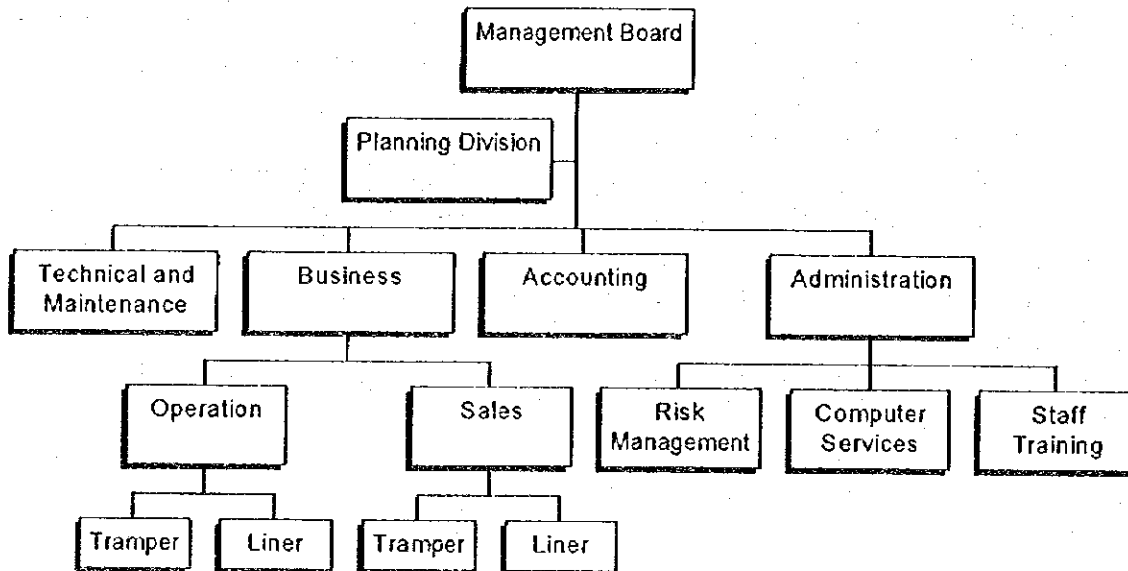 Management Board
Planning Division
Technical and
Maintenance
Business
Accounting
Administration
Operation
Sales
Risk
Management
Computer
Services
Staff
Training
Tramper
Liner
Tramper
Liner